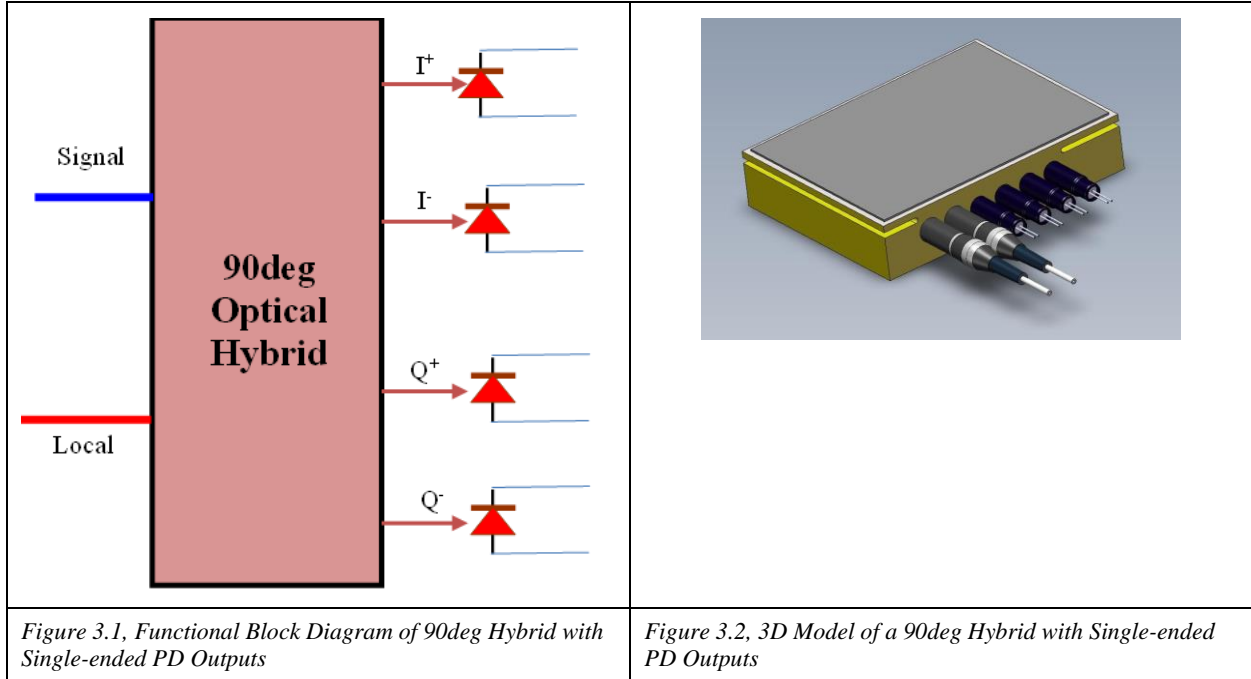 Signal
Local
90deg
Optical
Hybrid
I⁺
I⁻
Q⁺
Q⁻
Figure 3.1, Functional Block Diagram of 90deg Hybrid with
Single-ended PD Outputs
Figure 3.2, 3D Model of a 90deg Hybrid with Single-ended
PD Outputs